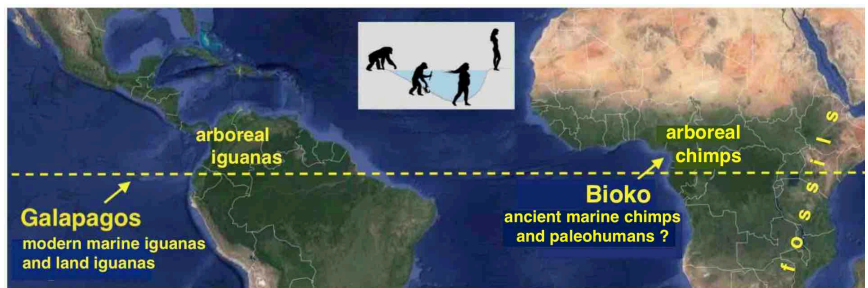 arboreal
iguanas
Galapagos
modern marine iguanas
and land iguanas
arboreal
chimps
Bioko
ancient marine chimps
and paleohumans ?
fossils